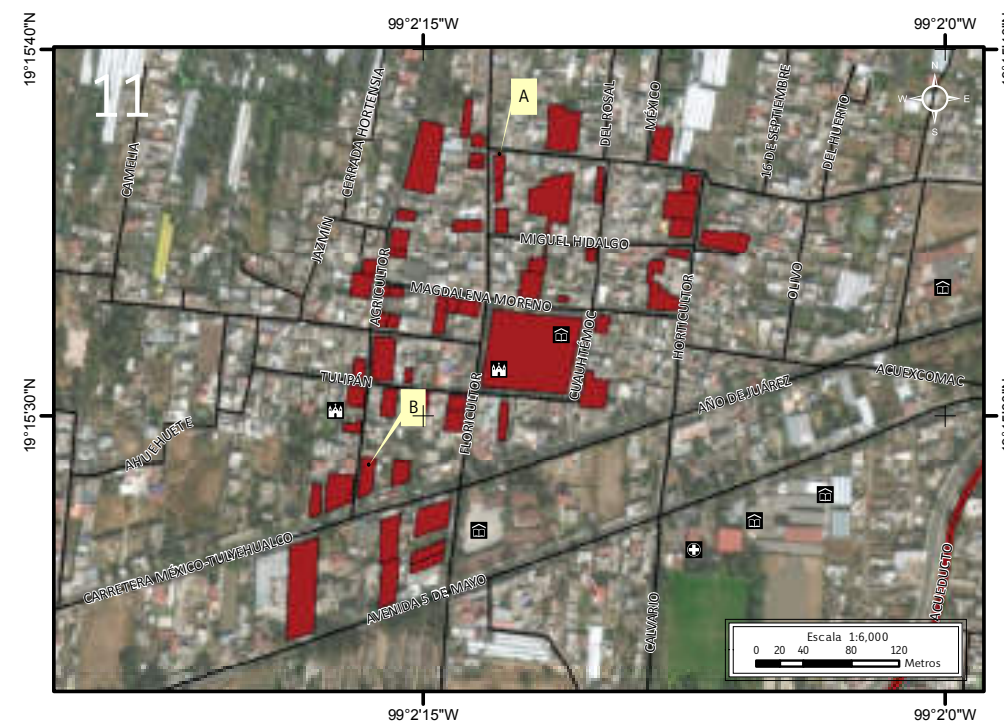 99°2'15"W
99°2'0"W
19°15'40"N
11
A
N
W
E
S
CAMELIA
CERRADA HORTENSIA
DEL ROSAL
MÉXICO
16 DE SEPTIEMBRE
DEL HUERTO
JAZMÍN
AGRICULTOR
MIGUEL HIDALGO
MAGDALENA MORENO
OLIVO
HORTICULTOR
CUAUHTÉMOC
TULIPÁN
ACUEXCOMAC
AÑO DE JUÁREZ
19°15'30"N
B
FLORICULTOR
AHUEHUETE
CARRETERA MÉXICO-TULYEHUALCO
AVENIDA 5 DE MAYO
CALVARIO
ACUEDUCTO
Escala 1:6,000
0 20 40 80 120
Metros
99°2'15"W
99°2'0"W